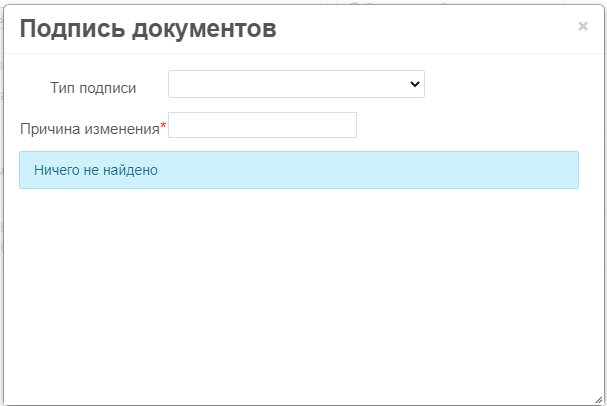 Подпись документов ×
Тип подписи
Причина изменения*
Ничего не найдено